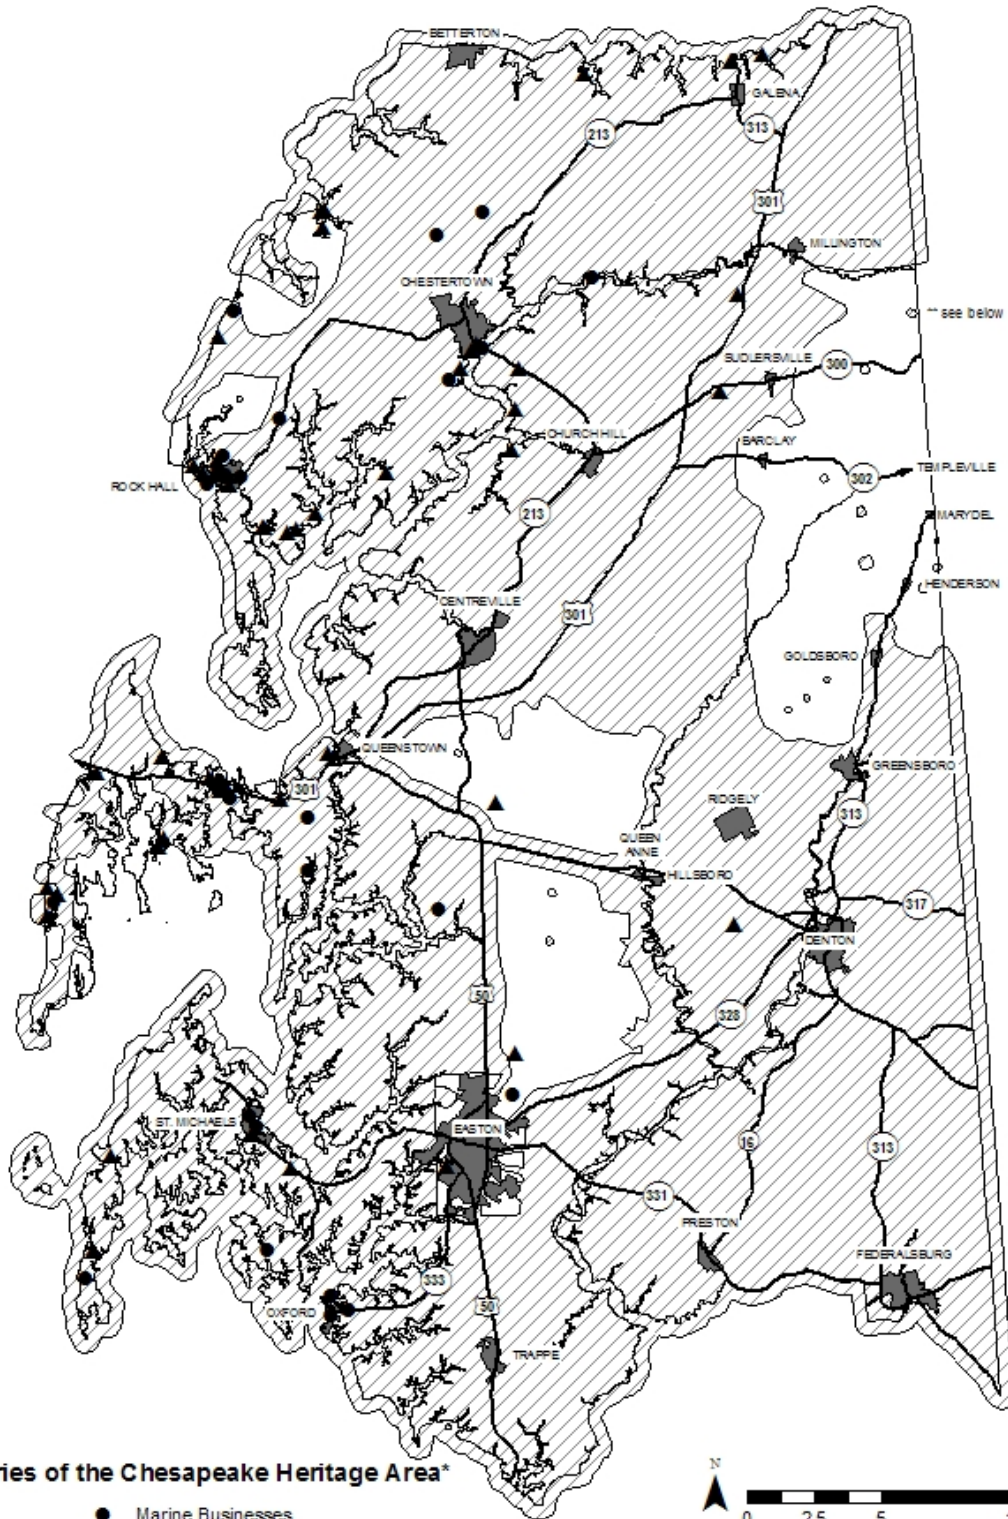 BETTERTON
GALENA
213
313
301
MILLINGTON
CHESTERTOWN
** see below
SUDLERSVILLE
300
CHURCH HILL
BARCLAY
TEMPLEVILLE
302
ROCK HALL
213
MARYDEL
HENDERSON
CENTREVILLE
301
GOLDSBORO
QUEENSTOWN
GREENSBORO
301
RIDGELY
313
QUEEN
ANNE
HILLSBORO
317
DENTON
50
328
ST. MICHAELS
EASTON
16
313
331
PRESTON
FEDERALSBURG
333
OXFORD
50
TRAPPE
ries of the Chesapeake Heritage Area*
N
Marine Businesses
0 2.5 5